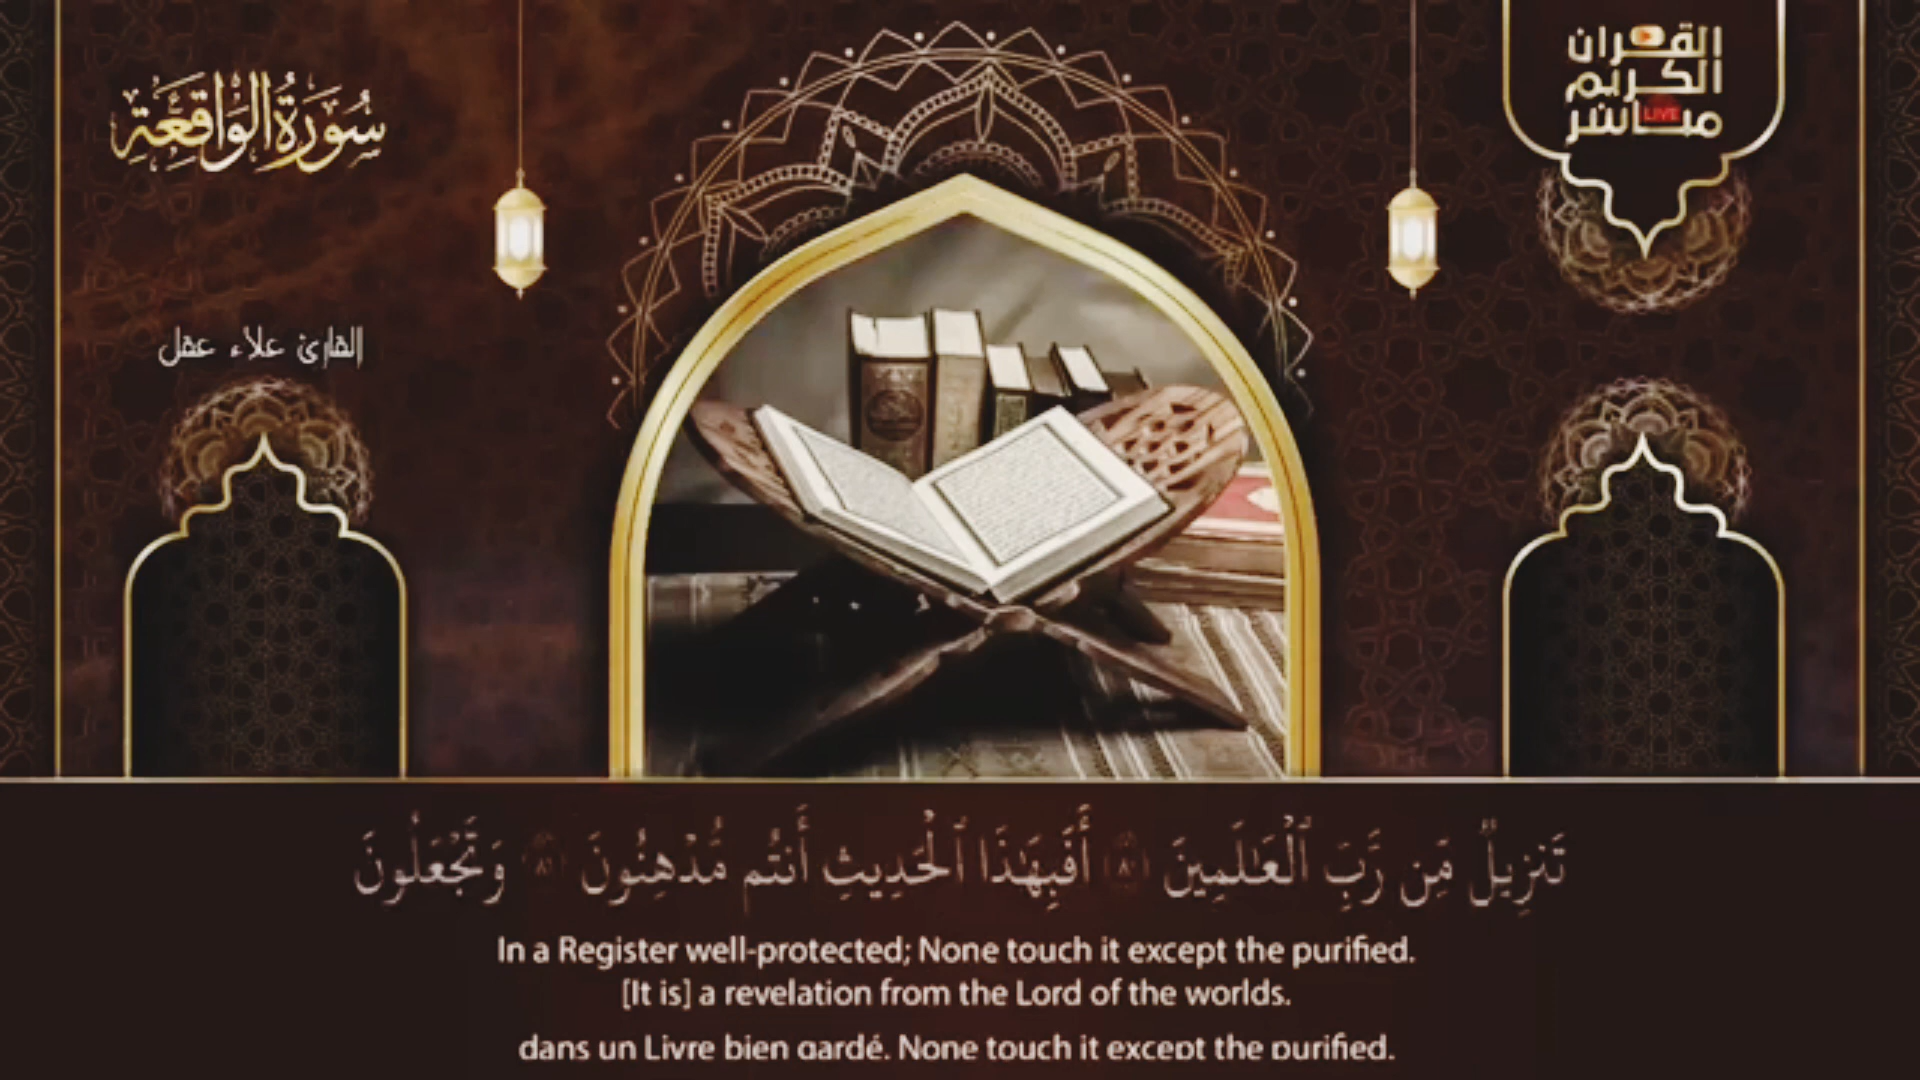 سُورَةُ الْوَاقِعَة
القرآن
الكريم
مباشر
LIVE
القارئ علاء عقل
تَنزِيلٌ مِّن رَّبِّ ٱلْعَٰلَمِينَ ٨٠ أَفَبِهَٰذَا ٱلْحَدِيثِ أَنتُم مُّدْهِنُونَ ٨١ وَتَجْعَلُونَ
In a Register well-protected; None touch it except the purified.
[It is] a revelation from the Lord of the worlds.
dans un Livre bien gardé. None touch it except the purified.